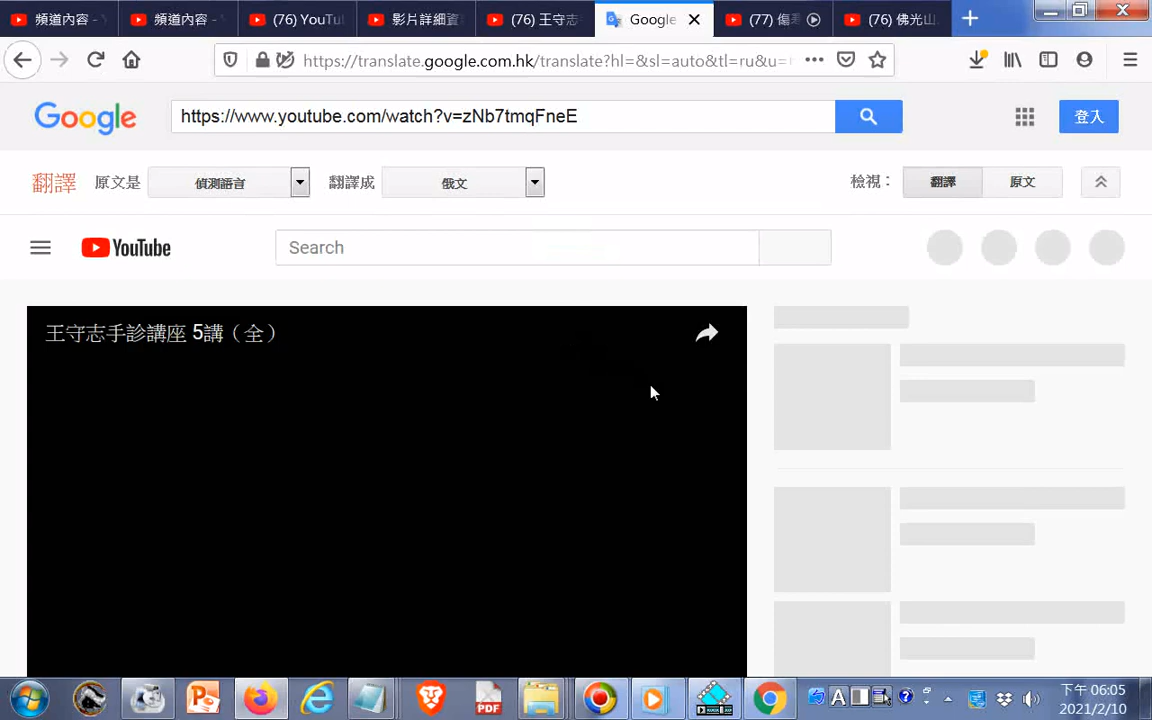 頻道內容 -
頻道內容 -
(76) YouTu
影片詳細資
(76) 王守志
Google
(77) 傷
(76) 佛光山
https://translate.google.com.hk/translate?hl=&sl=auto&tl=ru&u=
Google
https://www.youtube.com/watch?v=zNb7tmqFneE
登入
翻譯 原文是 偵測語言 翻譯成 俄文 檢視： 翻譯 原文
YouTube
Search
王守志手診講座 5講（全）
PDF
A
下午 06:05
2021/2/10